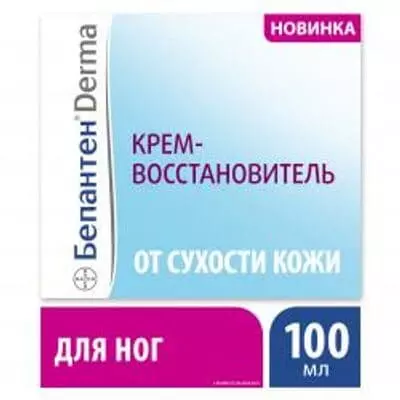 НОВИНКА
Бепантен® Derma
КРЕМ-
ВОССТАНОВИТЕЛЬ
ОТ СУХОСТИ КОЖИ
ДЛЯ НОГ
100
МЛ